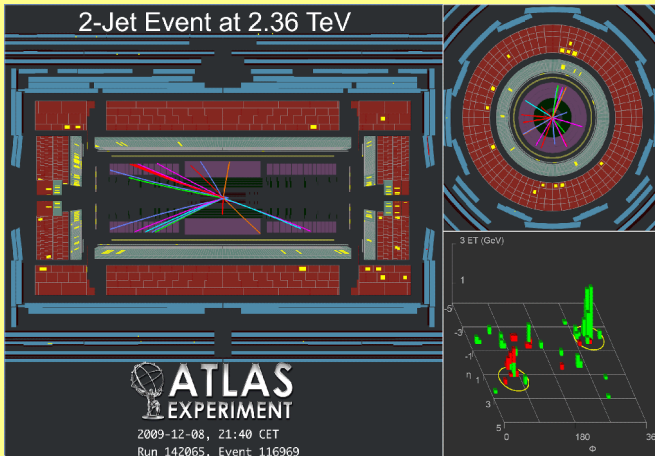 2-Jet Event at 2.36 TeV
ATLAS
EXPERIMENT
2009-12-08, 21:40 CET
Run 142065, Event 116969
3 ET (GeV)
1
-5
-3
-1
η 1
3
5
0
180
36
Φ